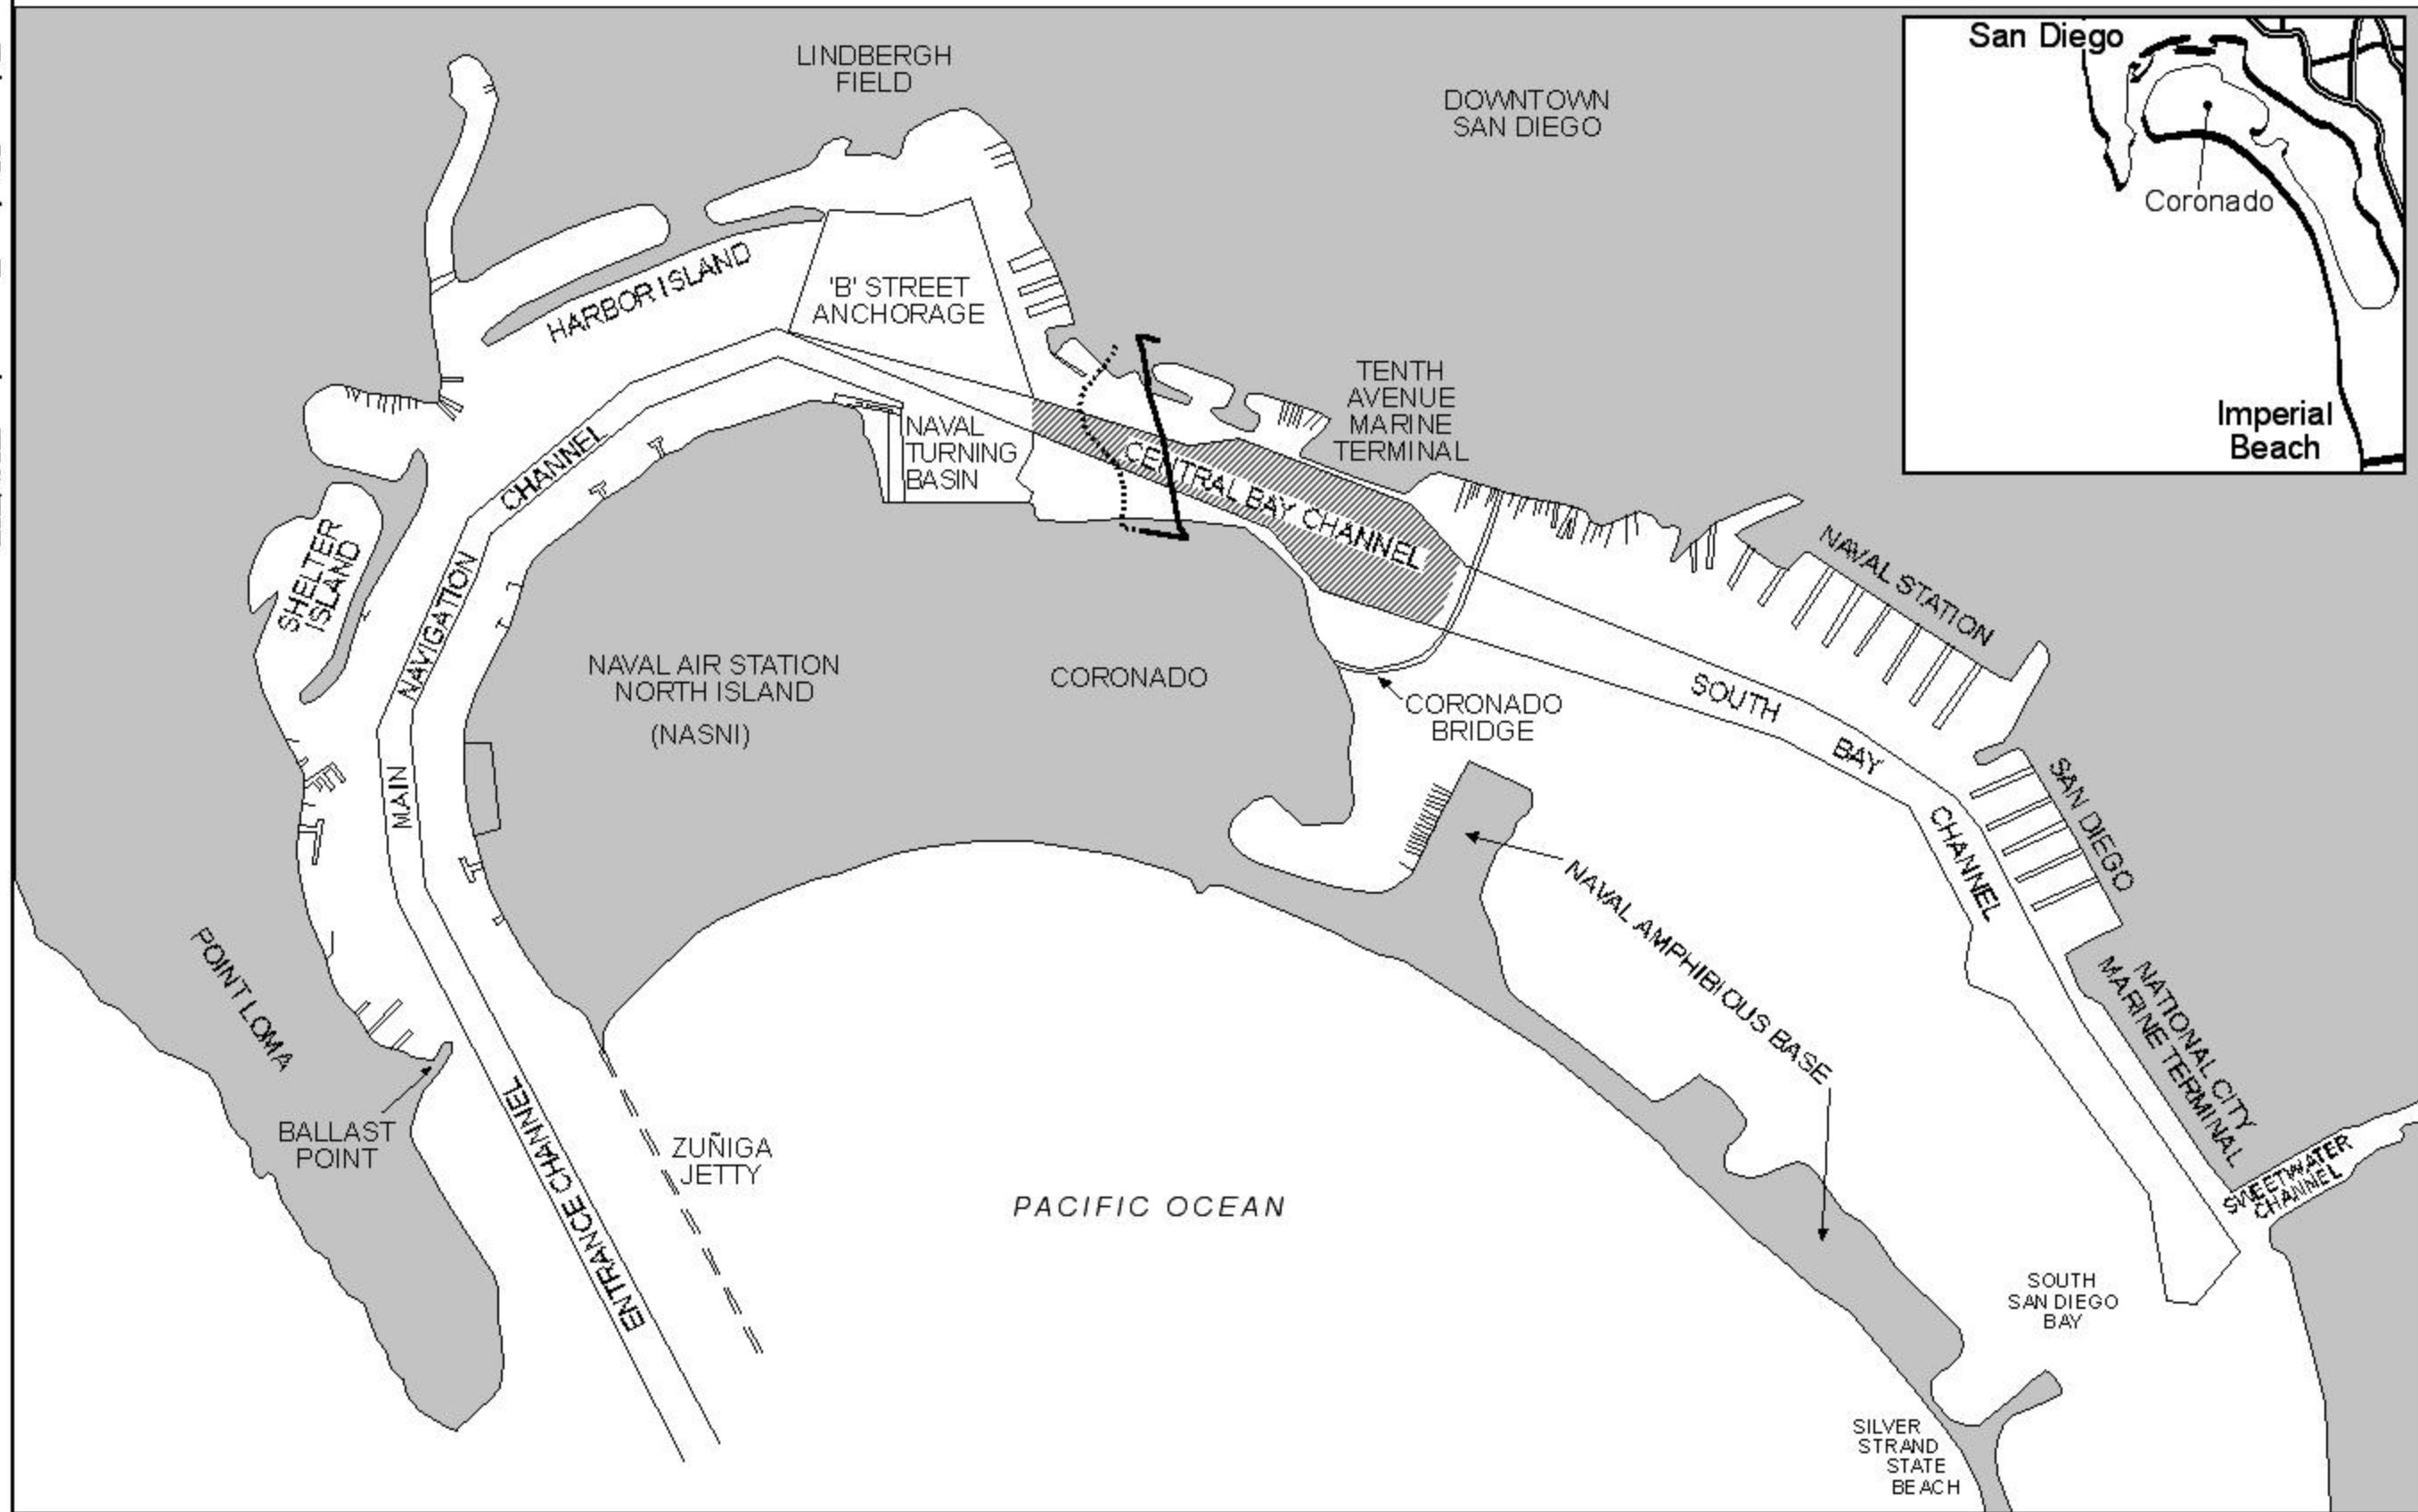 LINDBERGH
FIELD
DOWNTOWN
SAN DIEGO
San Diego
Coronado
Imperial
Beach
HARBOR ISLAND
'B' STREET
ANCHORAGE
NAVAL
TURNING
BASIN
TENTH
AVENUE
MARINE
TERMINAL
CENTRAL BAY CHANNEL
SHELTER
ISLAND
MAIN NAVIGATION CHANNEL
NAVAL AIR STATION
NORTH ISLAND
(NASNI)
CORONADO
CORONADO
BRIDGE
NAVAL STATION
SAN DIEGO
SOUTH BAY CHANNEL
NAVAL AMPHIBIOUS BASE
POINT LOMA
BALLAST
POINT
ENTRANCE CHANNEL
ZUÑIGA
JETTY
PACIFIC OCEAN
NATIONAL CITY
MARINE TERMINAL
SWEETWATER
CHANNEL
SOUTH
SAN DIEGO
BAY
SILVER
STRAND
STATE
BEACH